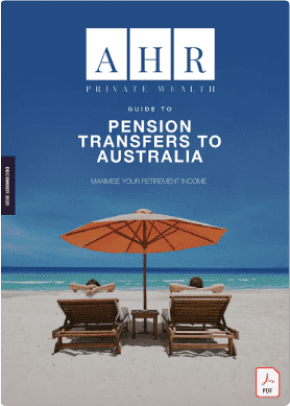 AHR
PRIVATE WEALTH
GUIDE TO
PENSION
TRANSFERS TO
AUSTRALIA
MAXIMISE YOUR RETIREMENT INCOME
PDF